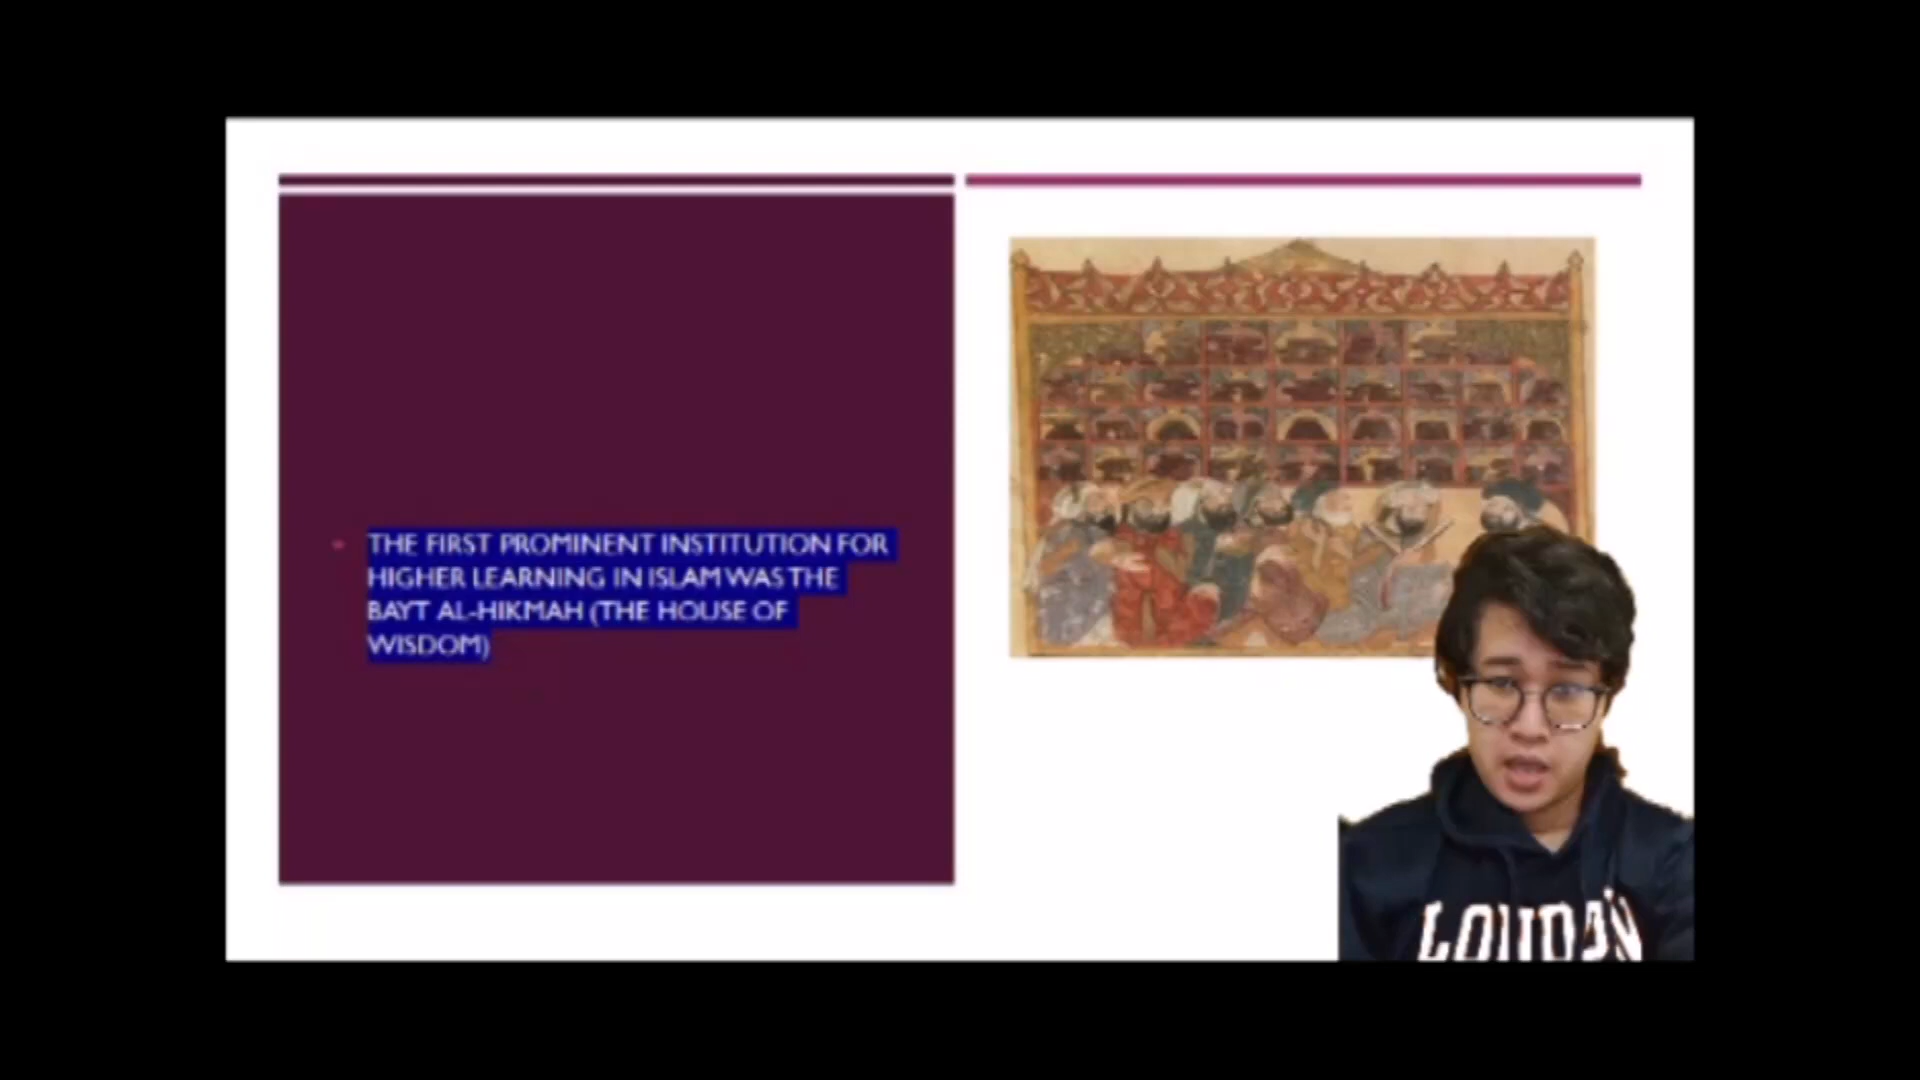 THE FIRST PROMINENT INSTITUTION FOR
HIGHER LEARNING IN ISLAM WAS THE
BAYT AL-HIKMAH (THE HOUSE OF
WISDOM)
LONDON